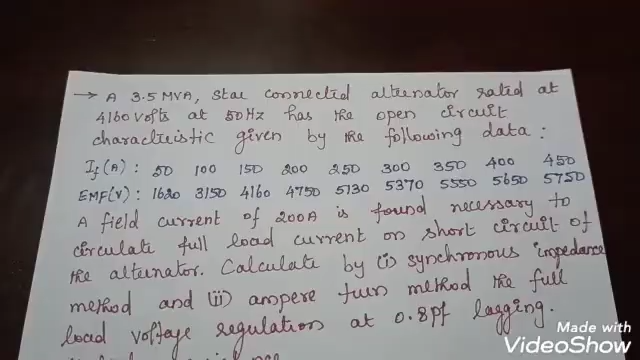 → A 3.5 MVA, Star connected alternator rated at
4160 volts at 50Hz has the open circuit
characteristic given by the following data :
If(A) : 50 100 150 200 250 300 350 400 450
EMF(V) : 1620 3150 4160 4750 5130 5370 5550 5650 5750
A field current of 200A is found necessary to
circulate full load current on short circuit of
the alternator. Calculate by (i) synchronous impedance
method and (ii) ampere turn method the full
load voltage regulation at 0.8pf lagging.
Made with
VideoShow